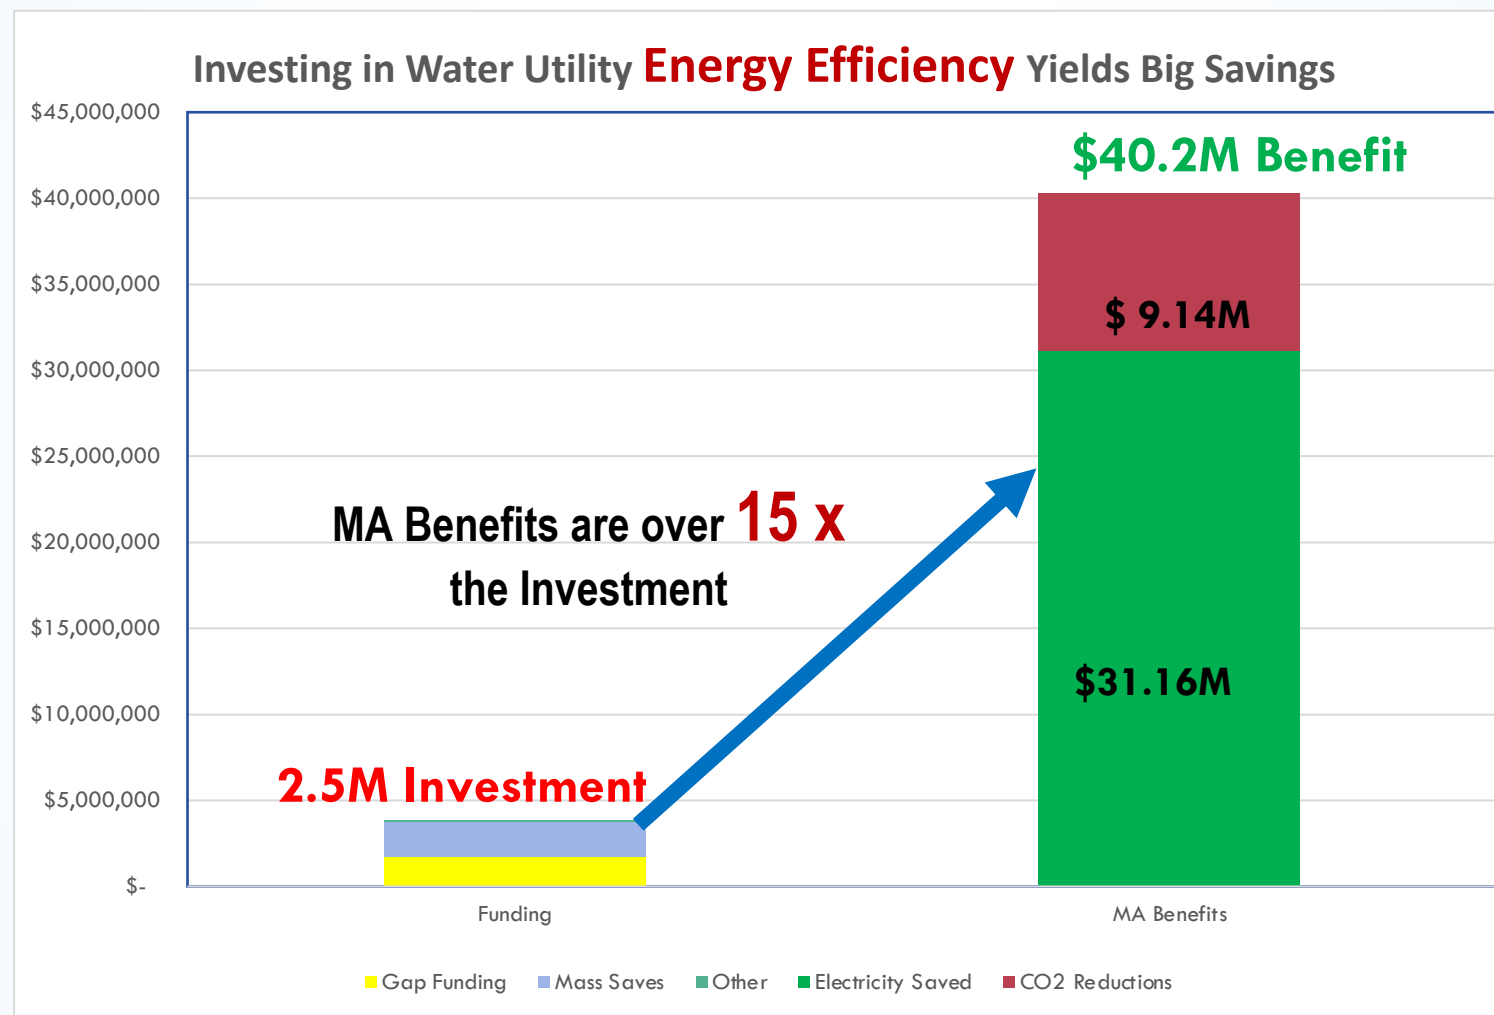 Investing in Water Utility Energy Efficiency Yields Big Savings
$45,000,000
$40,000,000
$35,000,000
$30,000,000
$25,000,000
$20,000,000
$15,000,000
$10,000,000
$5,000,000
$-
$40.2M Benefit
$ 9.14M
MA Benefits are over 15 x
the Investment
$31.16M
2.5M Investment
Funding
MA Benefits
Gap Funding Mass Saves Other Electricity Saved CO2 Reductions